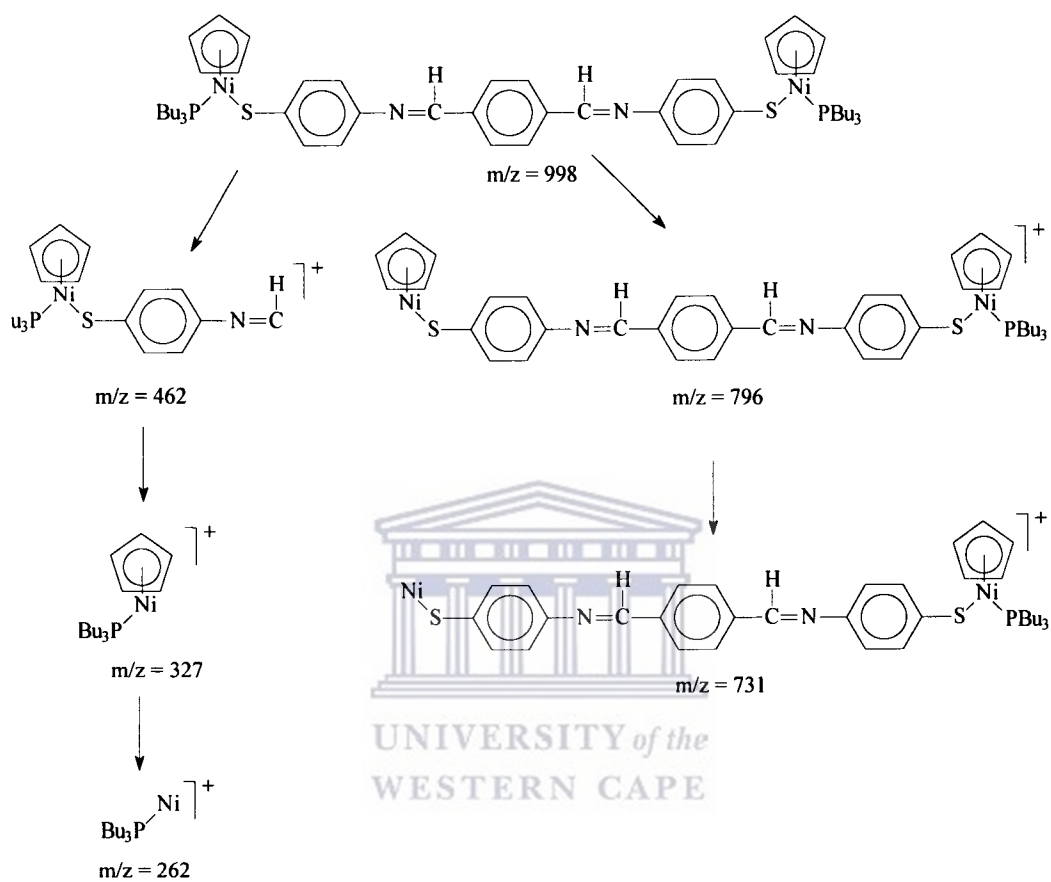 Ni
Bu₃P
S
N=C
H
H
C=N
S
Ni
PBu₃
m/z = 998
Ni
u₃P
S
N=C
H
]+
m/z = 462
Ni
S
N=C
H
H
C=N
S
Ni
PBu₃
]+
m/z = 796
Ni
Bu₃P
]+
m/z = 327
Ni
S
N=C
H
H
C=N
S
Ni
PBu₃
]+
m/z = 731
Ni
Bu₃P
]+
m/z = 262
UNIVERSITY of the
WESTERN CAPE